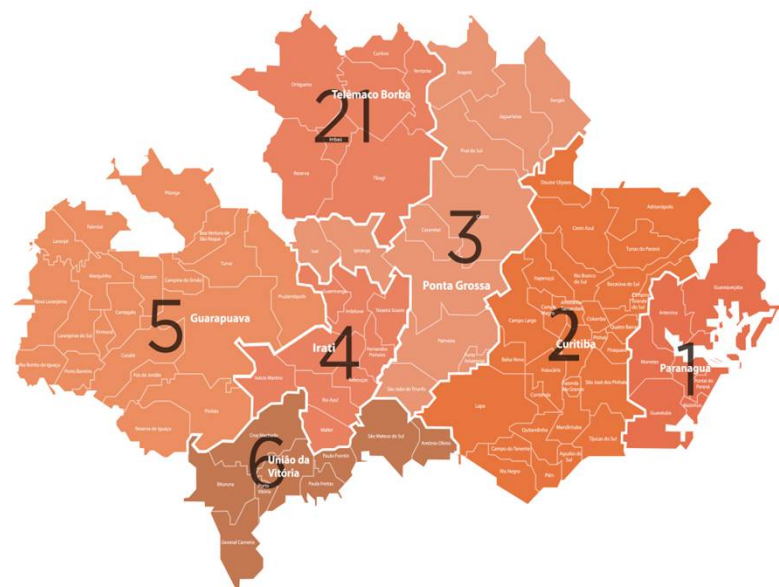 Curiúva
Ventania
Ortigueira
Telêmaco Borba
21
Imbaú
Reserva
Tibagi
Arapoti
Sengés
Jaguariaíva
Piraí do Sul
Castro
Carambeí
3
Ponta Grossa
Ivaí
Ipiranga
Palmeira
Porto Amazonas
São João do Triunfo
Doutor Ulysses
Adrianópolis
Cerro Azul
Tunas do Paraná
Itaperuçu
Rio Branco
do Sul
Bocaiúva do Sul
Campo
Almirante
Tamandaré
Colombo
Campo Largo
Quatro Barras
Pinhais
Piraquara
2
Curitiba
Balsa Nova
Araucária
Fazenda
Rio Grande
São José dos Pinhais
Contenda
Lapa
Quitandinha
Mandirituba
Tijucas do Sul
Campo do Tenente
Agudos do
Sul
Rio Negro
Piên
Guaraqueçaba
Antonina
Morretes
1
Paranaguá
Pontal do
Paraná
Guaratuba
Pitanga
Palmital
Laranjal
Boa Ventura de
São Roque
Turvo
Marquinho
Goioxim
Campina do Simão
Prudentópolis
Nova Laranjeiras
Cantagalo
5
Guarapuava
Laranjeiras do Sul
Virmond
Rio Bonito do Iguaçu
Porto Barreiro
Candói
Foz do Jordão
Pinhão
Reserva do Iguaçu
Guamiranga
Imbituva
Teixeira Soares
4
Irati
Fernandes
Pinheiro
Inácio Martins
Rebouças
Rio Azul
Mallet
Cruz Machado
6
União da
Vitória
Paulo Frontin
São Mateus do Sul
Antônio Olinto
Bituruna
Porto
Vitória
Paula Freitas
General Carneiro